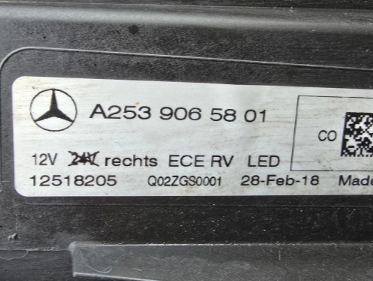 A253 906 58 01
CO
12V 24V rechts ECE RV LED
12518205 Q02ZGS0001 28-Feb-18 Made